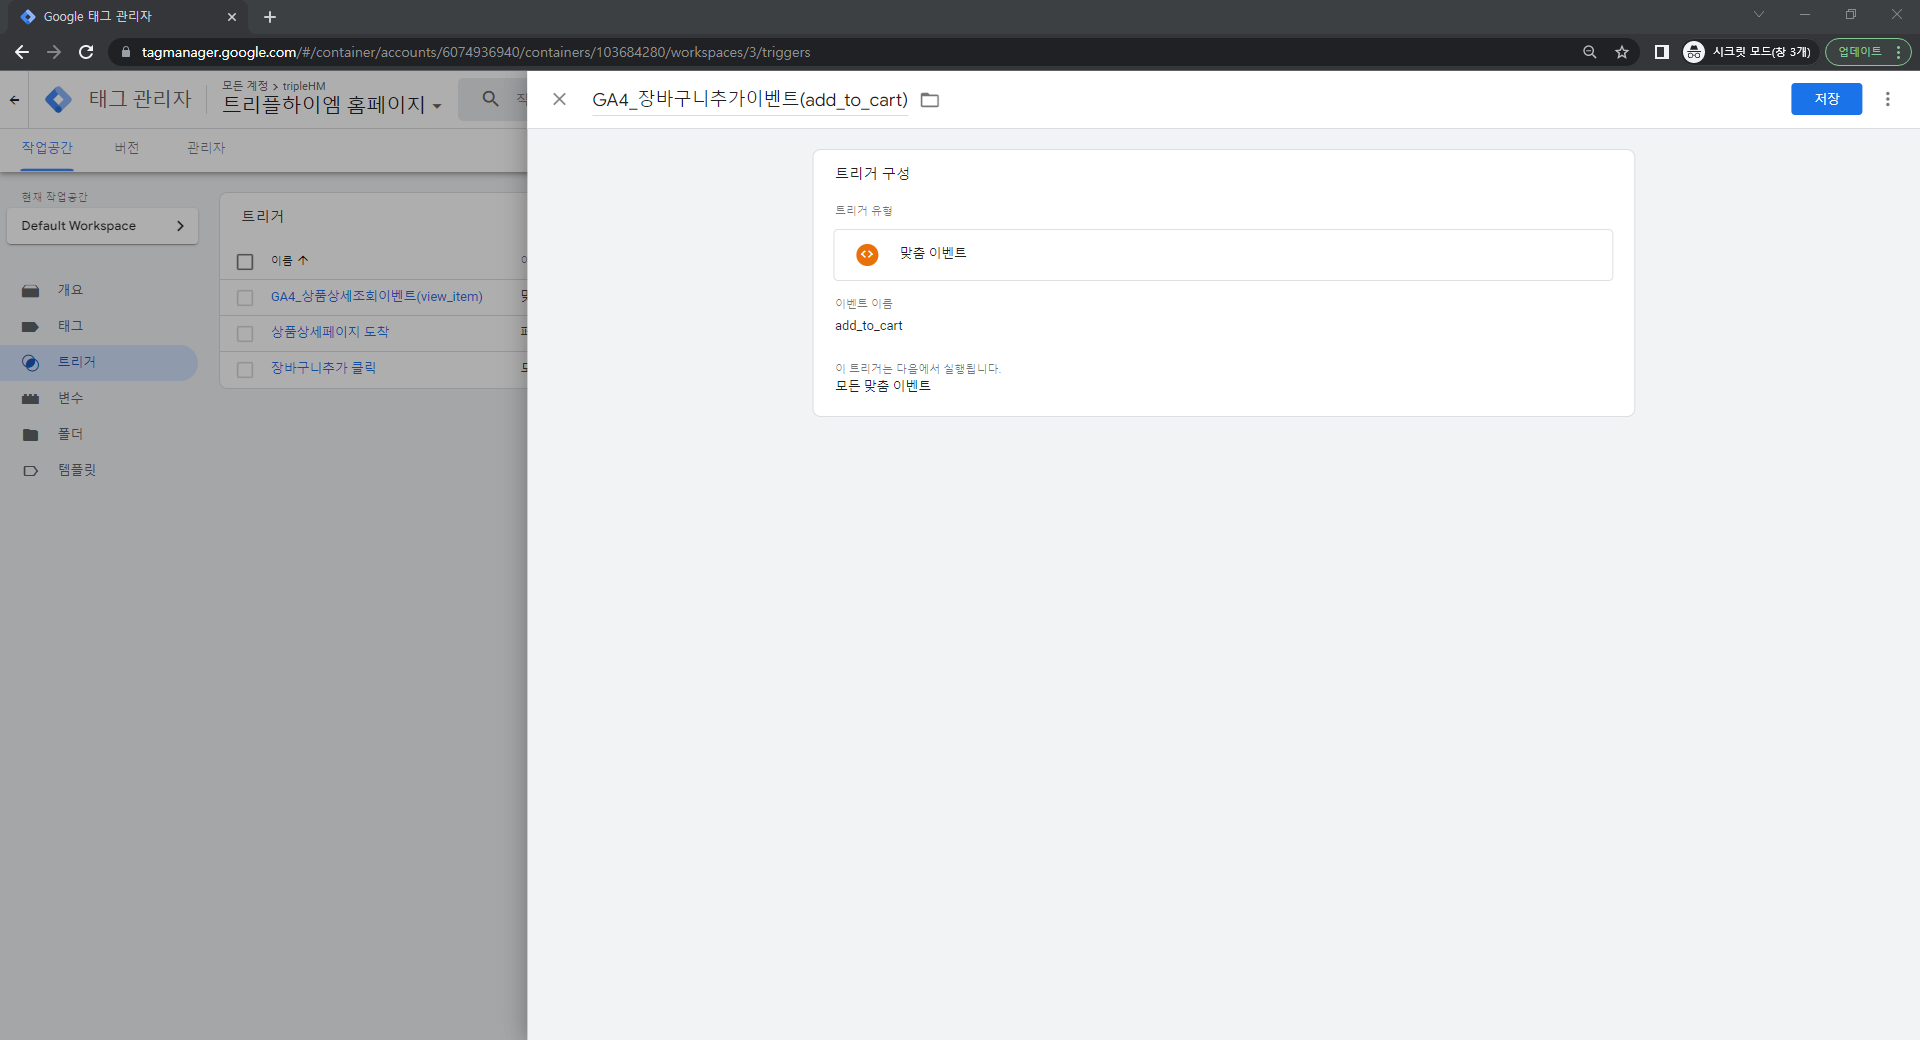 Google 태그 관리자
tagmanager.google.com/#/container/accounts/6074936940/containers/103684280/workspaces/3/triggers
시크릿 모드(창 3개)
업데이트
태그 관리자
모든 계정 > tripleHM
트리플하이엠 홈페이지
GA4_장바구니추가이벤트(add_to_cart)
저장
작업공간
버전
관리자
현재 작업공간
Default Workspace
개요
태그
트리거
변수
폴더
템플릿
트리거
이름
GA4_상품상세조회이벤트(view_item)
상품상세페이지 도착
장바구니추가 클릭
트리거 구성
트리거 유형
맞춤 이벤트
이벤트 이름
add_to_cart
이 트리거는 다음에서 실행됩니다.
모든 맞춤 이벤트